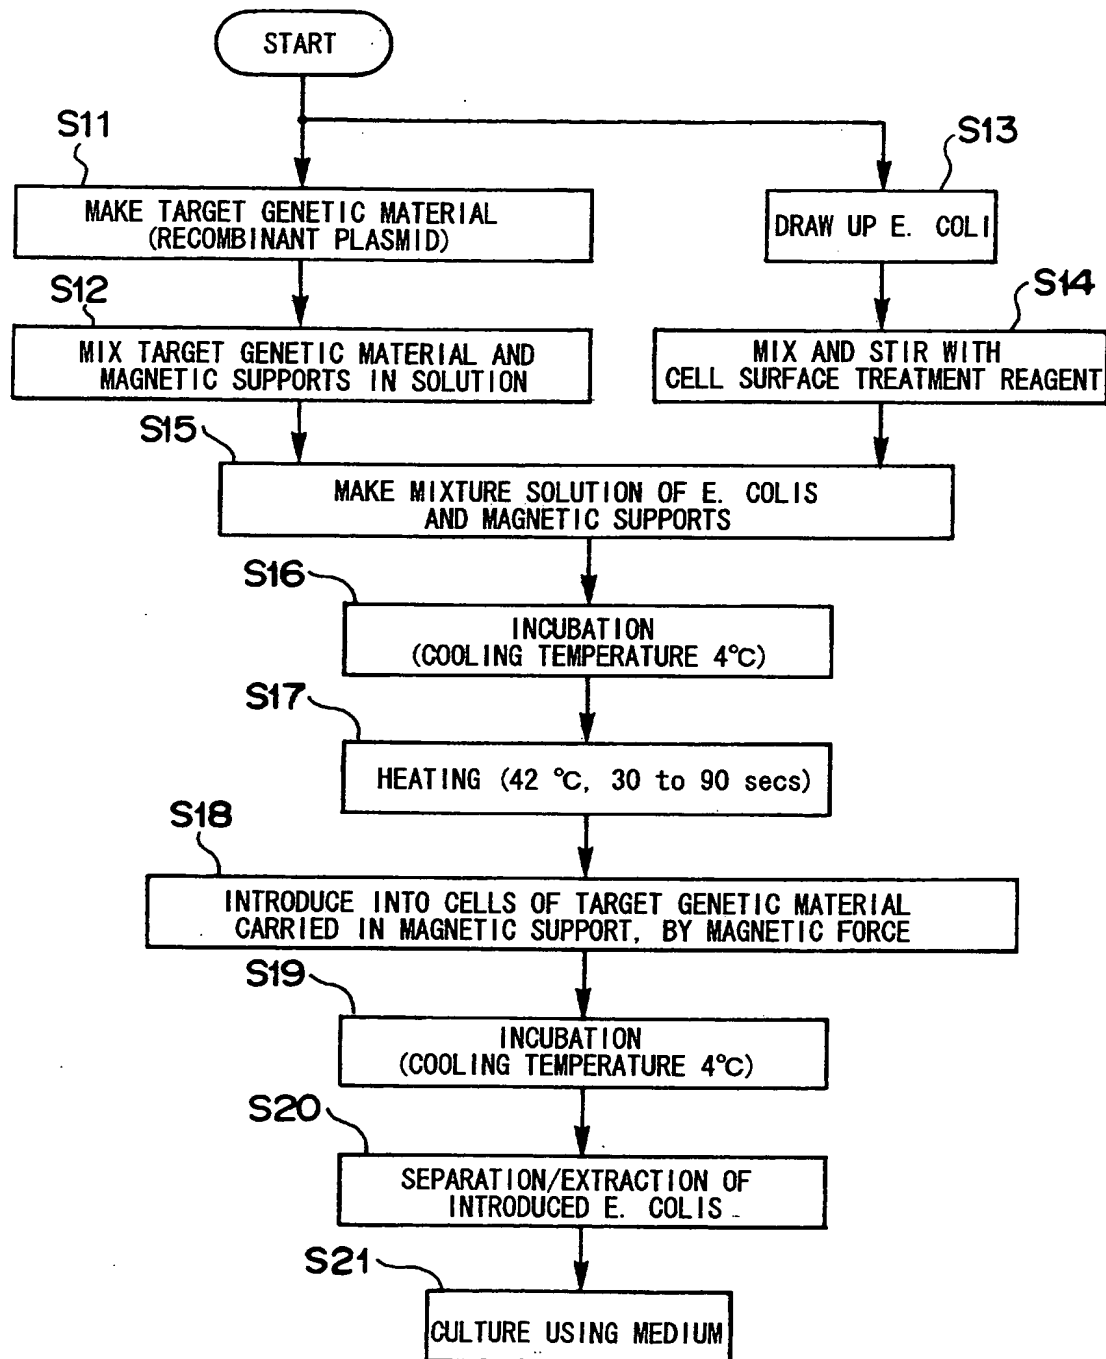 START
S11
MAKE TARGET GENETIC MATERIAL
(RECOMBINANT PLASMID)
S13
DRAW UP E. COLI
S12
MIX TARGET GENETIC MATERIAL AND
MAGNETIC SUPPORTS IN SOLUTION
S14
MIX AND STIR WITH
CELL SURFACE TREATMENT REAGENT
S15
MAKE MIXTURE SOLUTION OF E. COLIS
AND MAGNETIC SUPPORTS
S16
INCUBATION
(COOLING TEMPERATURE 4°C)
S17
HEATING (42 °C, 30 to 90 secs)
S18
INTRODUCE INTO CELLS OF TARGET GENETIC MATERIAL
CARRIED IN MAGNETIC SUPPORT, BY MAGNETIC FORCE
S19
INCUBATION
(COOLING TEMPERATURE 4°C)
S20
SEPARATION/EXTRACTION OF
INTRODUCED E. COLIS
S21
CULTURE USING MEDIUM